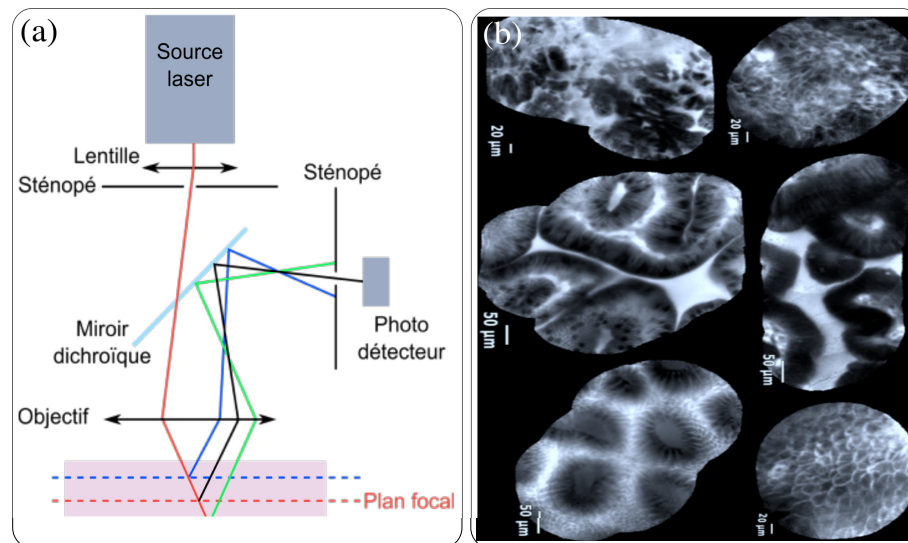 (a)
Source
laser
Lentille
Sténopé
Sténopé
Miroir
dichroïque
Photo
détecteur
Objectif
Plan focal
(b)
20 µm
20 µm
50 µm
50 µm
50 µm
20 µm